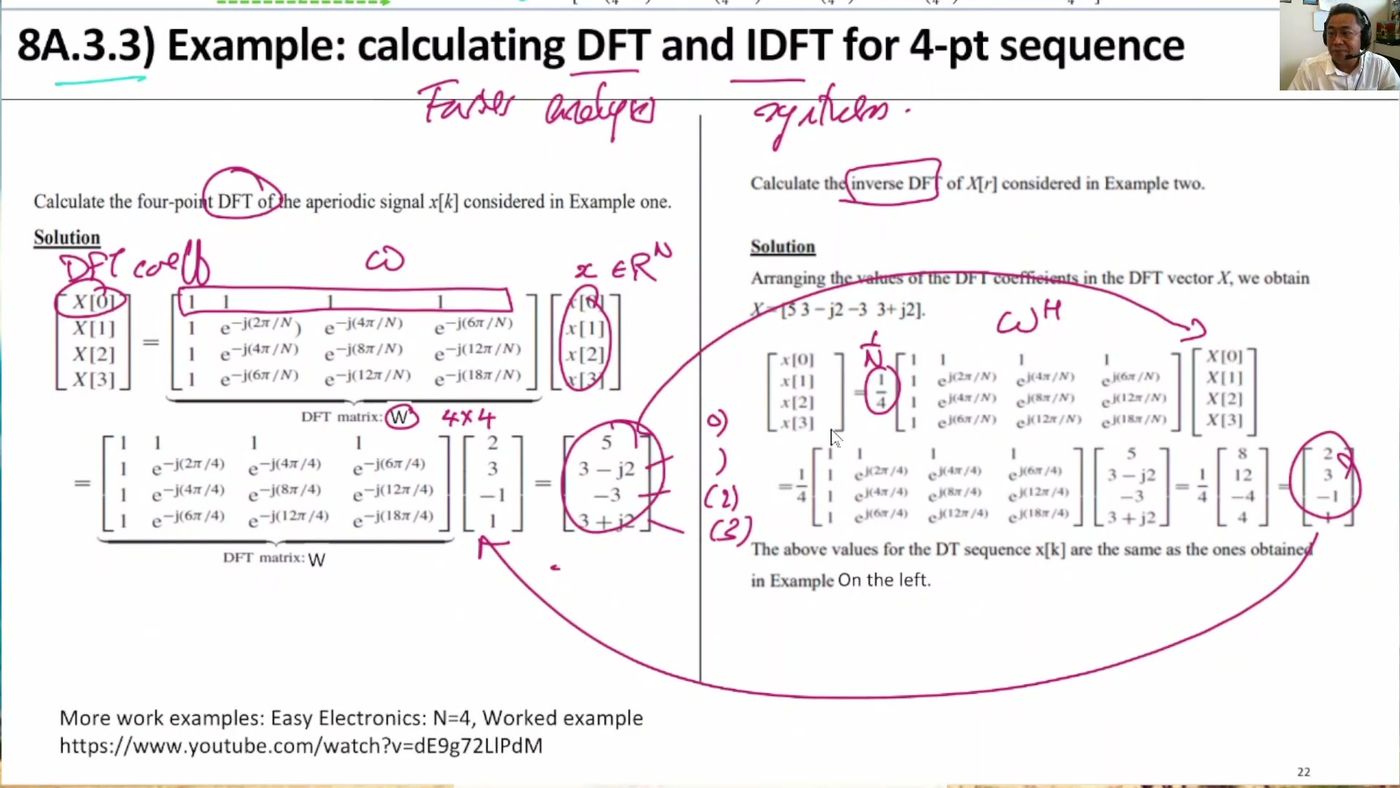 8A.3.3) Example: calculating DFT and IDFT for 4-pt sequence
Calculate the four-point DFT of the aperiodic signal x[k] considered in Example one.
Solution
DFT coeff ω x ∈ R^N
X[0] 1 1 1 1 x[0]
X[1] = 1 e^-j(2π/N) e^-j(4π/N) e^-j(6π/N) x[1]
X[2] 1 e^-j(4π/N) e^-j(8π/N) e^-j(12π/N) x[2]
X[3] 1 e^-j(6π/N) e^-j(12π/N) e^-j(18π/N) x[3]
DFT matrix: W 4x4
1 1 1 1 2 5 0)
= 1 e^-j(2π/4) e^-j(4π/4) e^-j(6π/4) 3 = 3 – j2 )
1 e^-j(4π/4) e^-j(8π/4) e^-j(12π/4) −1 −3 (2)
1 e^-j(6π/4) e^-j(12π/4) e^-j(18π/4) 1 3 + j2 (3)
DFT matrix: W
More work examples: Easy Electronics: N=4, Worked example
https://www.youtube.com/watch?v=dE9g72LlPdM
Calculate the inverse DFT of X[r] considered in Example two.
Solution
Arranging the values of the DFT coefficients in the DFT vector X, we obtain
X=[5 3 – j2 –3 3+ j2].
ω^H
1/N
x[0] 1 1 1 1 X[0]
x[1] = 1/4 1 e^j(2π/N) e^j(4π/N) e^j(6π/N) X[1]
x[2] 1 e^j(4π/N) e^j(8π/N) e^j(12π/N) X[2]
x[3] 1 e^j(6π/N) e^j(12π/N) e^j(18π/N) X[3]
1 1 1 1 5 8 2
= 1/4 1 e^j(2π/4) e^j(4π/4) e^j(6π/4) 3 – j2 = 1/4 12 = 3
1 e^j(4π/4) e^j(8π/4) e^j(12π/4) −3 −4 −1
1 e^j(6π/4) e^j(12π/4) e^j(18π/4) 3 + j2 4 1
The above values for the DT sequence x[k] are the same as the ones obtained
in Example On the left.
22